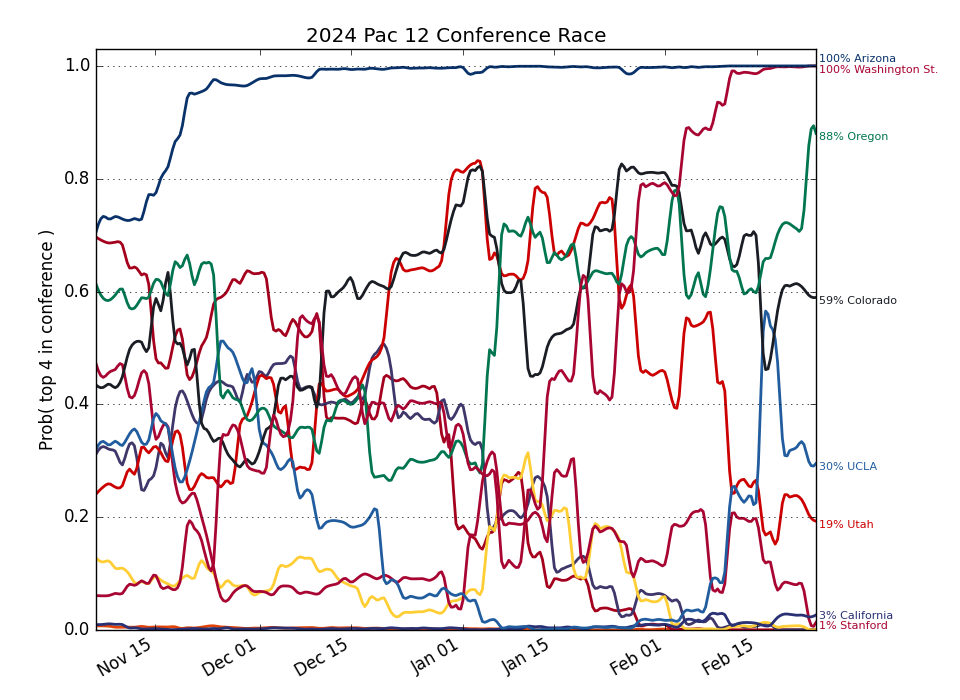 2024 Pac 12 Conference Race
Prob( top 4 in conference )
1.0
0.8
0.6
0.4
0.2
0.0
Nov 15
Dec 01
Dec 15
Jan 01
Jan 15
Feb 01
Feb 15
100% Arizona
100% Washington St.
88% Oregon
59% Colorado
30% UCLA
19% Utah
3% California
1% Stanford